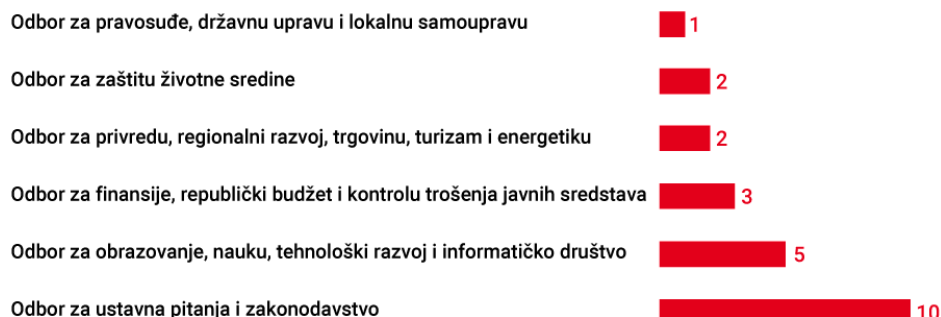 Odbor za pravosuđe, državnu upravu i lokalnu samoupravu 1
Odbor za zaštitu životne sredine 2
Odbor za privredu, regionalni razvoj, trgovinu, turizam i energetiku 2
Odbor za finansije, republički budžet i kontrolu trošenja javnih sredstava 3
Odbor za obrazovanje, nauku, tehnološki razvoj i informatičko društvo 5
Odbor za ustavna pitanja i zakonodavstvo 10